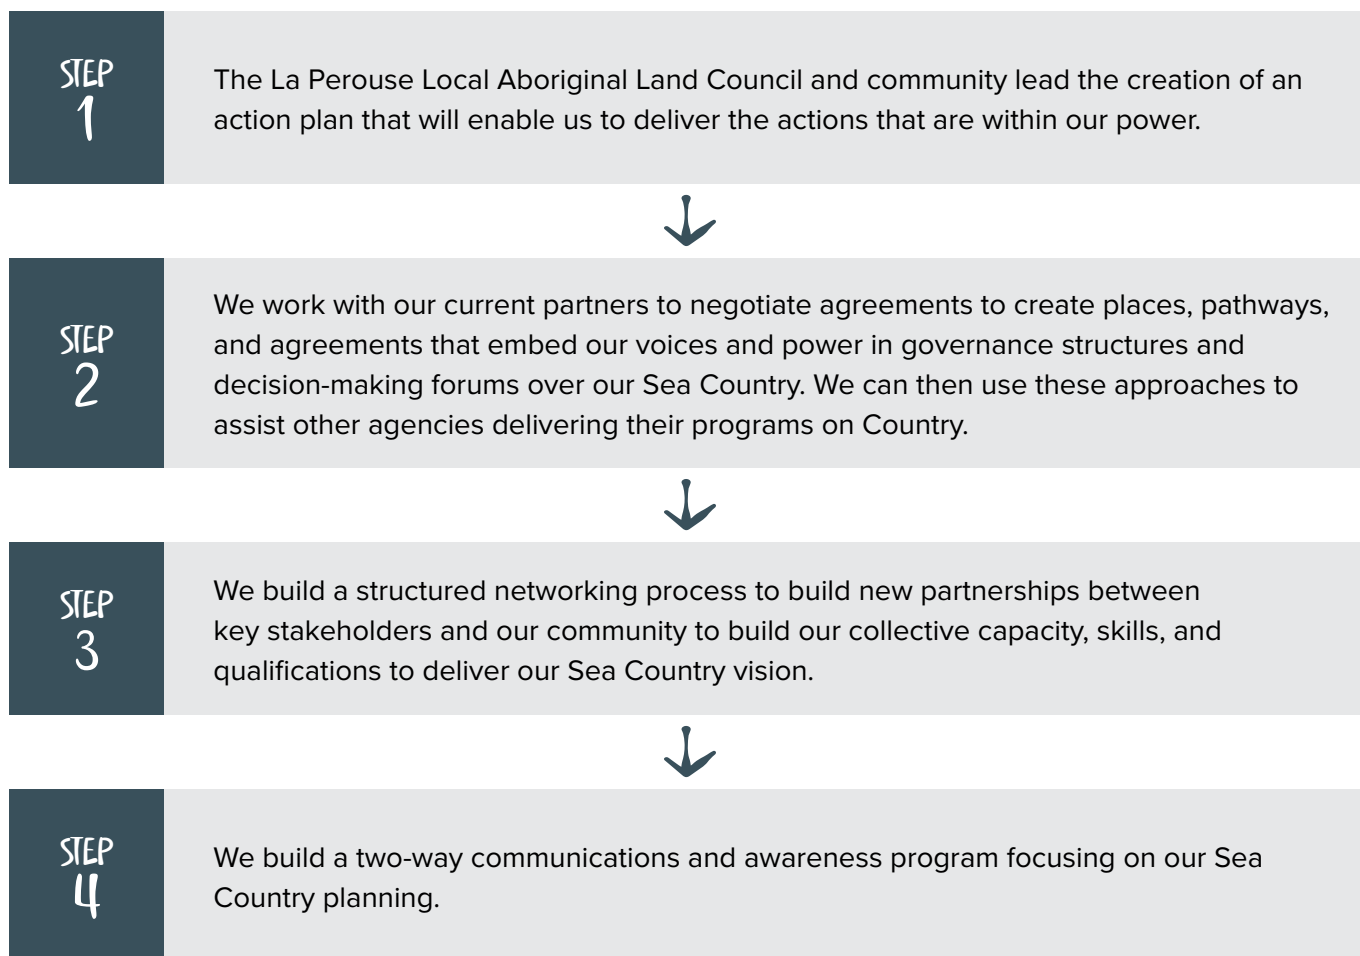 STEP
1
The La Perouse Local Aboriginal Land Council and community lead the creation of an
action plan that will enable us to deliver the actions that are within our power.
STEP
2
We work with our current partners to negotiate agreements to create places, pathways,
and agreements that embed our voices and power in governance structures and
decision-making forums over our Sea Country. We can then use these approaches to
assist other agencies delivering their programs on Country.
STEP
3
We build a structured networking process to build new partnerships between
key stakeholders and our community to build our collective capacity, skills, and
qualifications to deliver our Sea Country vision.
STEP
4
We build a two-way communications and awareness program focusing on our Sea
Country planning.